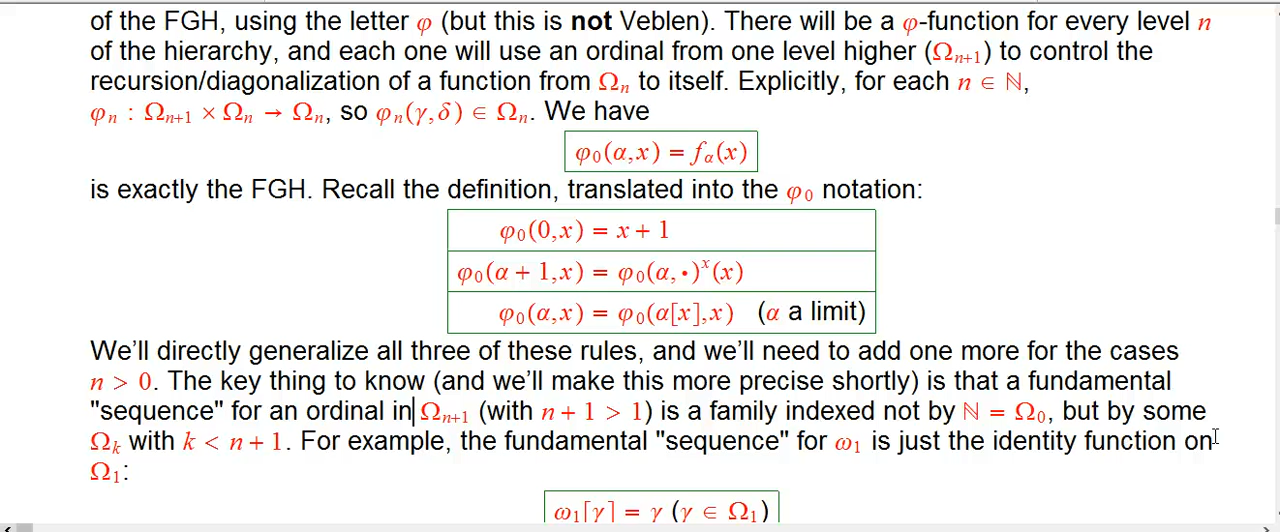 of the FGH, using the letter φ (but this is not Veblen). There will be a φ-function for every level n
of the hierarchy, and each one will use an ordinal from one level higher (Ωₙ₊₁) to control the
recursion/diagonalization of a function from Ωₙ to itself. Explicitly, for each n ∈ ℕ,
φₙ : Ωₙ₊₁ × Ωₙ → Ωₙ, so φₙ(γ,δ) ∈ Ωₙ. We have
φ₀(α,x) = f_α(x)
is exactly the FGH. Recall the definition, translated into the φ₀ notation:
φ₀(0,x) = x + 1
φ₀(α + 1,x) = φ₀(α, •)ˣ(x)
φ₀(α,x) = φ₀(α[x],x) (α a limit)
We'll directly generalize all three of these rules, and we'll need to add one more for the cases
n > 0. The key thing to know (and we'll make this more precise shortly) is that a fundamental
"sequence" for an ordinal in Ωₙ₊₁ (with n + 1 > 1) is a family indexed not by ℕ = Ω₀, but by some
Ωₖ with k < n + 1. For example, the fundamental "sequence" for ω₁ is just the identity function on
Ω₁:
ω₁[γ] = γ (γ ∈ Ω₁)